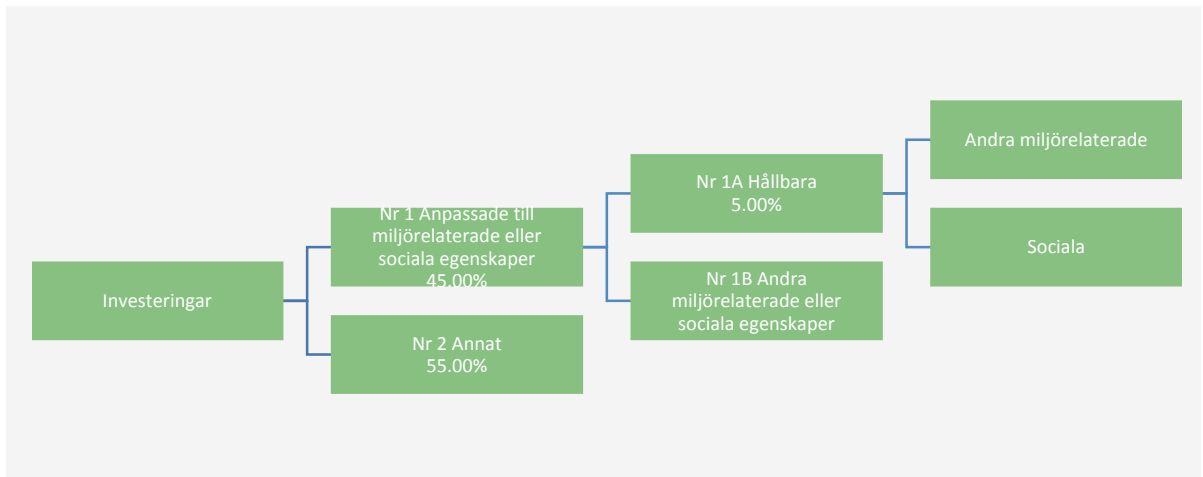 Investeringar
Nr 1 Anpassade till
miljörelaterade eller
sociala egenskaper
45.00%
Nr 2 Annat
55.00%
Nr 1A Hållbara
5.00%
Nr 1B Andra
miljörelaterade eller
sociala egenskaper
Andra miljörelaterade
Sociala